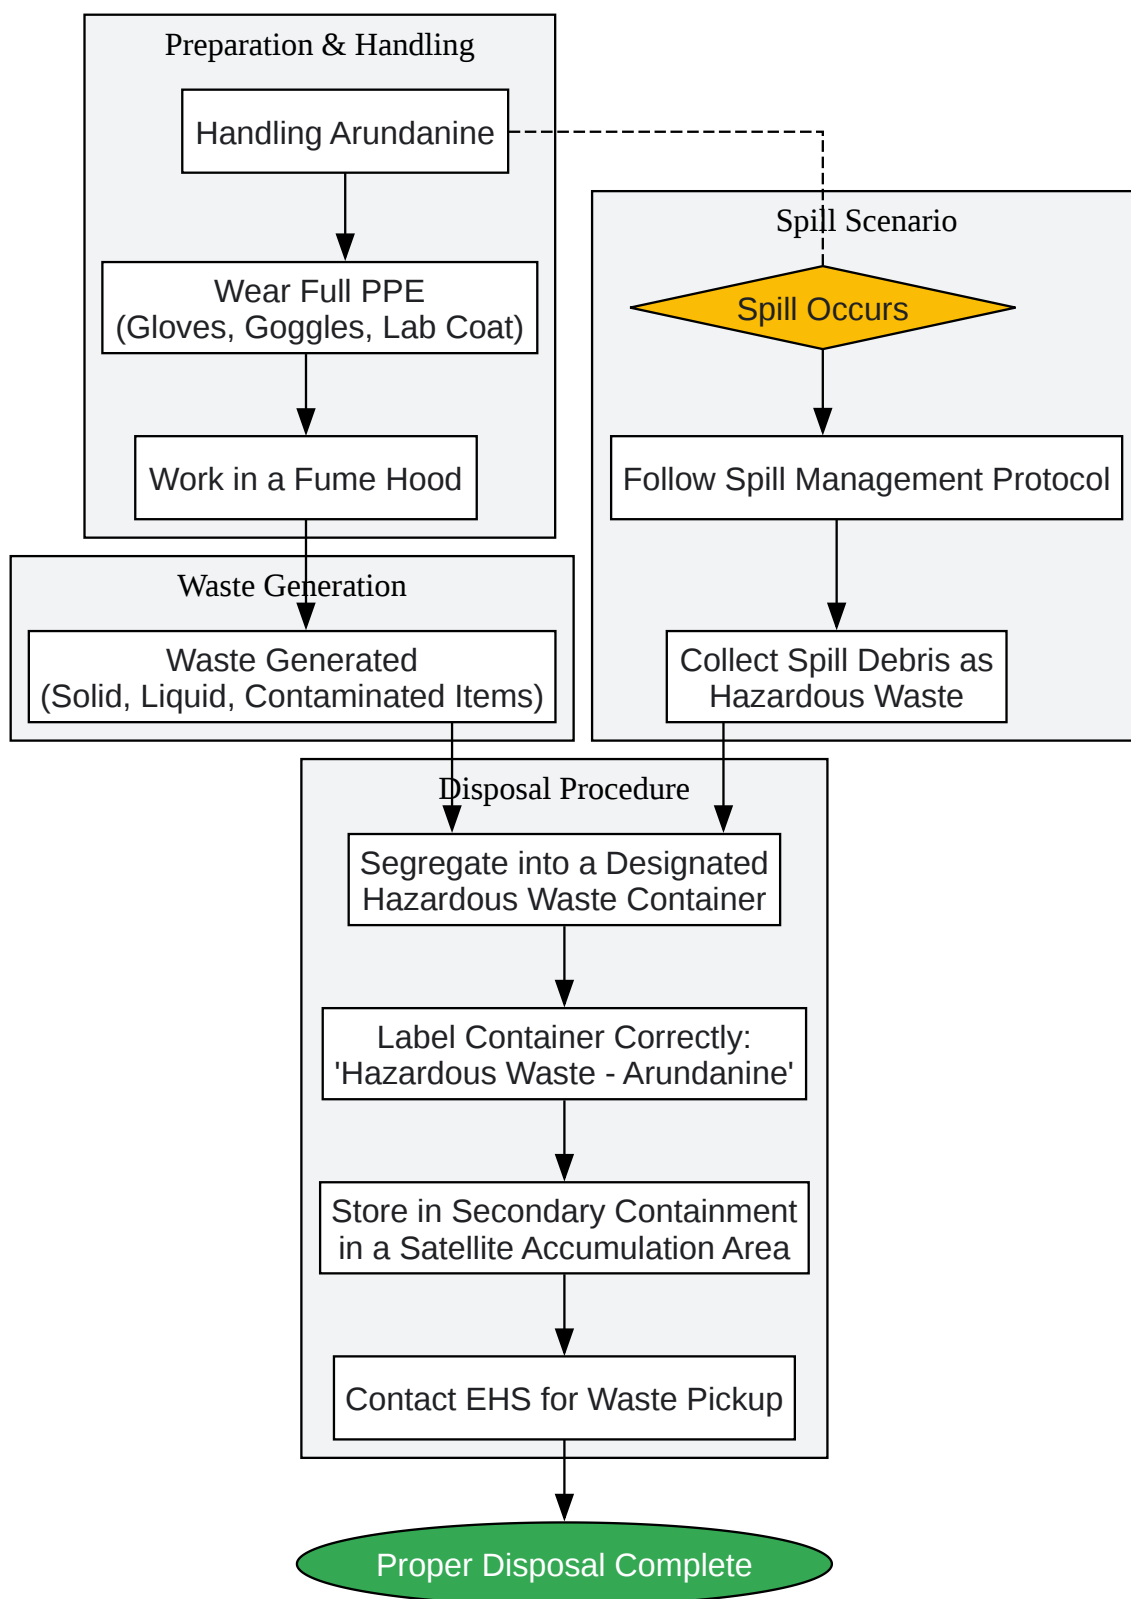 Preparation & Handling
Handling Arundanine
Wear Full PPE
(Gloves, Goggles, Lab Coat)
Work in a Fume Hood
Spill Scenario
Spill Occurs
Follow Spill Management Protocol
Collect Spill Debris as
Hazardous Waste
Waste Generation
Waste Generated
(Solid, Liquid, Contaminated Items)
Disposal Procedure
Segregate into a Designated
Hazardous Waste Container
Label Container Correctly:
'Hazardous Waste - Arundanine'
Store in Secondary Containment
in a Satellite Accumulation Area
Contact EHS for Waste Pickup
Proper Disposal Complete